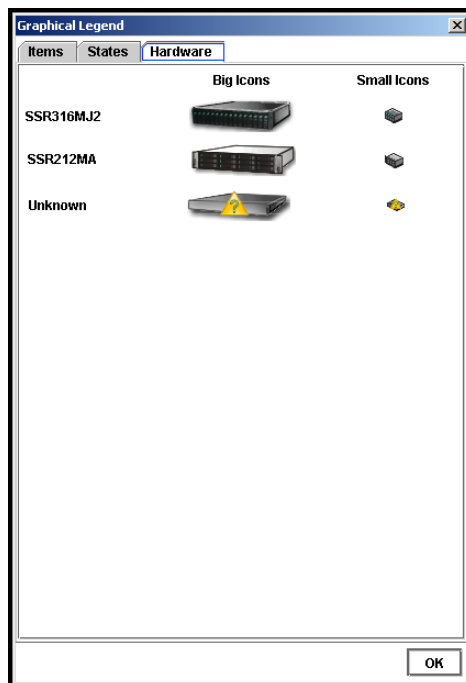 Graphical Legend
Items States Hardware
Big Icons Small Icons
SSR316MJ2
SSR212MA
Unknown
?
OK